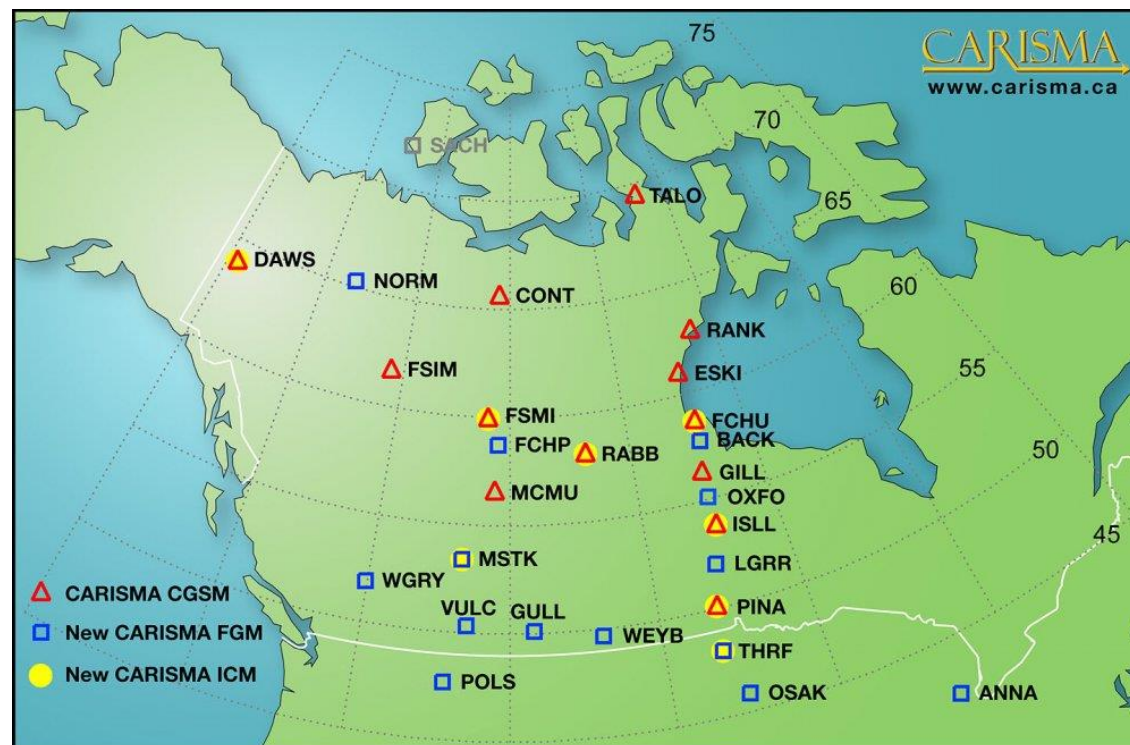 CARISMA
www.carisma.ca
75
70
65
60
55
50
45
SACH
TALO
DAWS
NORM
CONT
RANK
FSIM
ESKI
FSMI
FCHU
FCHP
BACK
RABB
GILL
MCMU
OXFO
ISLL
MSTK
LGRR
WGRY
VULC
GULL
PINA
WEYB
THRF
POLS
OSAK
ANNA
CARISMA CGSM
New CARISMA FGM
New CARISMA ICM